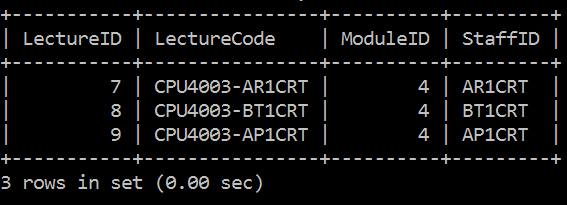 +-----------+----------------+----------+---------+
| LectureID | LectureCode    | ModuleID | StaffID |
+-----------+----------------+----------+---------+
|         7 | CPU4003-AR1CRT |        4 | AR1CRT  |
|         8 | CPU4003-BT1CRT |        4 | BT1CRT  |
|         9 | CPU4003-AP1CRT |        4 | AP1CRT  |
+-----------+----------------+----------+---------+
3 rows in set (0.00 sec)